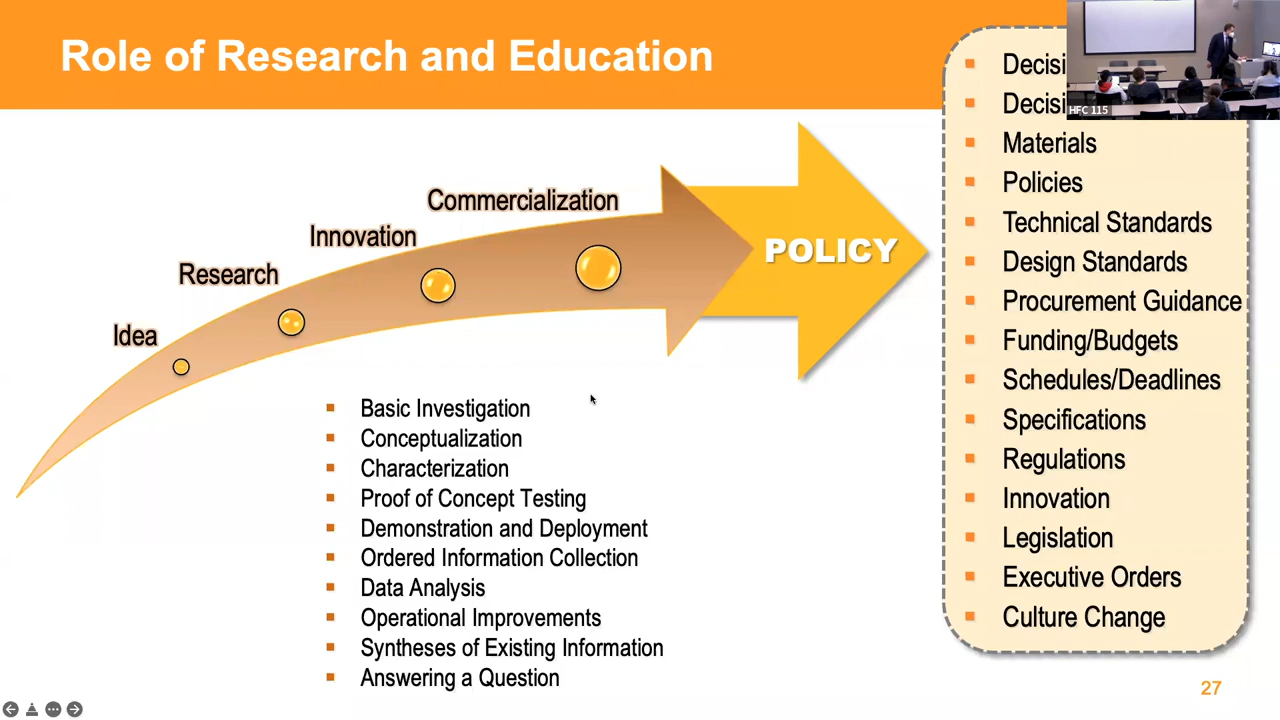 Role of Research and Education
HFC 115
Commercialization
Innovation
Research
Idea
POLICY
Basic Investigation
Conceptualization
Characterization
Proof of Concept Testing
Demonstration and Deployment
Ordered Information Collection
Data Analysis
Operational Improvements
Syntheses of Existing Information
Answering a Question
Decisi
Decisi
Materials
Policies
Technical Standards
Design Standards
Procurement Guidance
Funding/Budgets
Schedules/Deadlines
Specifications
Regulations
Innovation
Legislation
Executive Orders
Culture Change
27